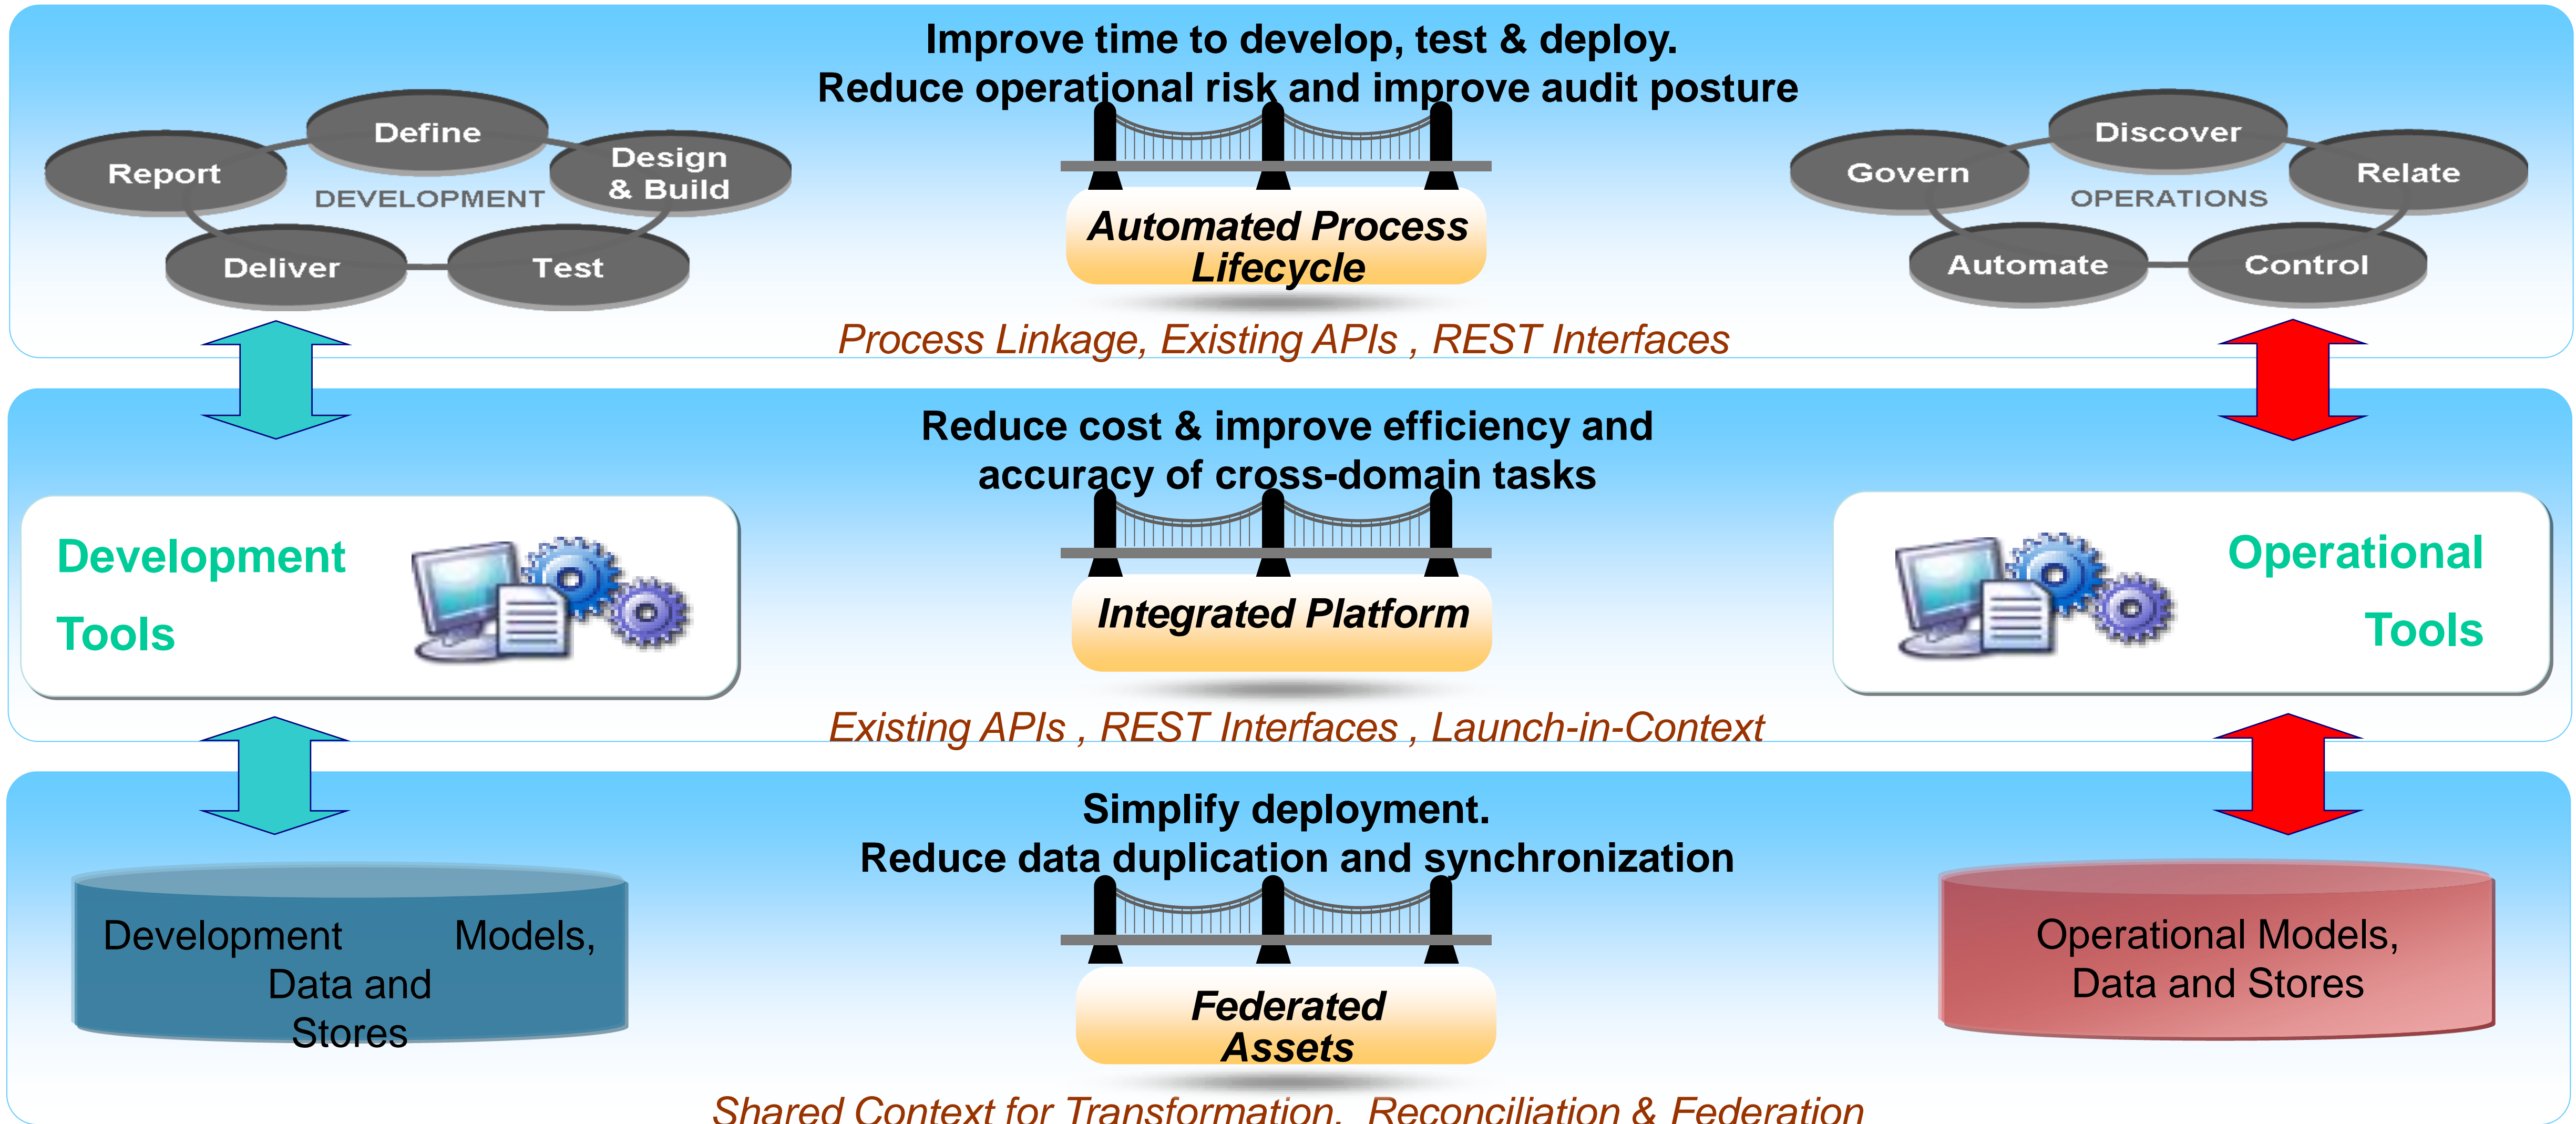 Improve time to develop, test & deploy.
Reduce operational risk and improve audit posture
Define
Report
Design
& Build
DEVELOPMENT
Deliver
Test
Automated Process
Lifecycle
Discover
Govern
Relate
OPERATIONS
Automate
Control
Process Linkage, Existing APIs , REST Interfaces
Reduce cost & improve efficiency and
accuracy of cross-domain tasks
Development
Tools
Integrated Platform
Operational
Tools
Existing APIs , REST Interfaces , Launch-in-Context
Simplify deployment.
Reduce data duplication and synchronization
Development Models,
Data and
Stores
Federated
Assets
Operational Models,
Data and Stores
Shared Context for Transformation, Reconciliation & Federation